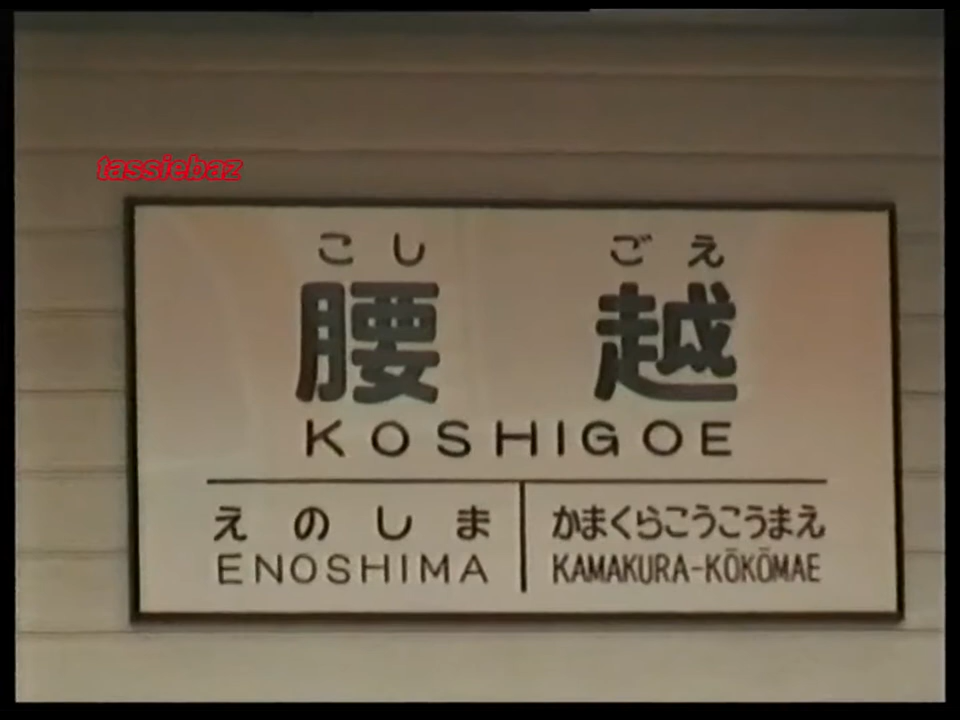 tassiebaz
こし ごえ
腰越
KOSHIGOE
えのしま
ENOSHIMA
かまくらこうこうまえ
KAMAKURA-KŌKŌMAE